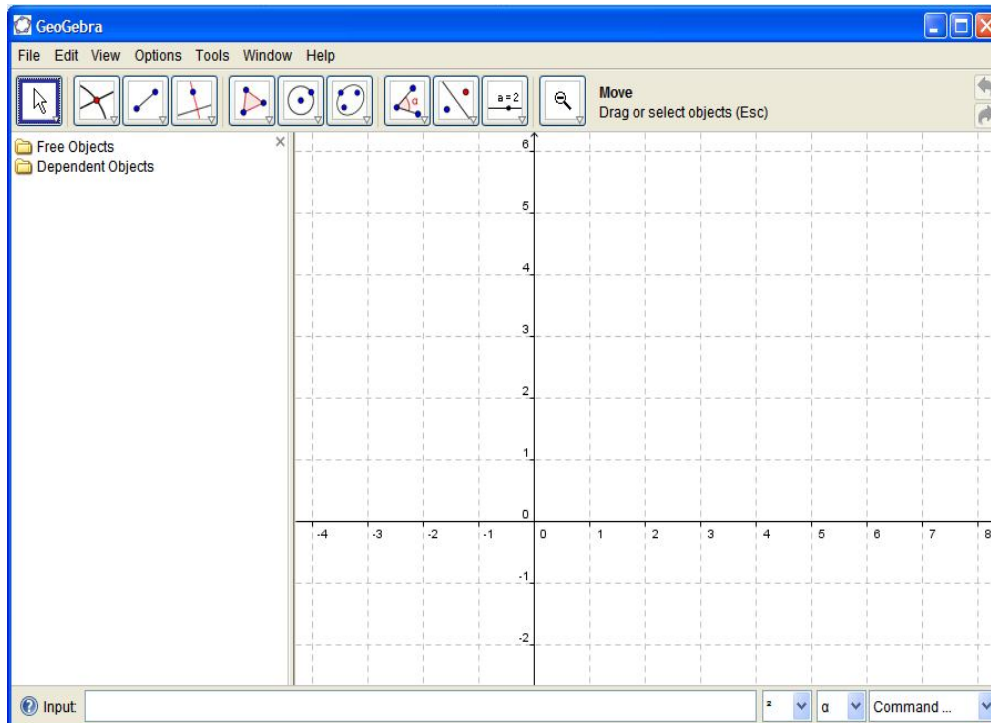 GeoGebra
File Edit View Options Tools Window Help
α
a = 2
Move
Drag or select objects (Esc)
Free Objects
Dependent Objects
6
5
4
3
2
1
0
-4 -3 -2 -1 0 1 2 3 4 5 6 7 8
-1
-2
Input: ² α Command ...